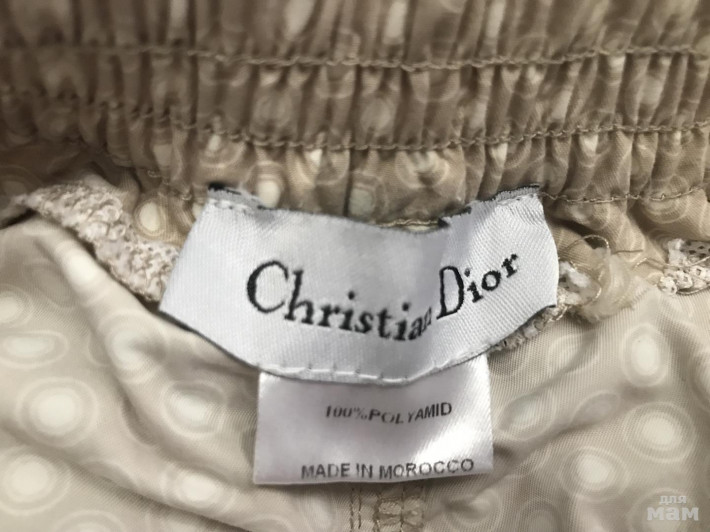 Christian Dior
100% POLYAMID
MADE IN MOROCCO
для
мам